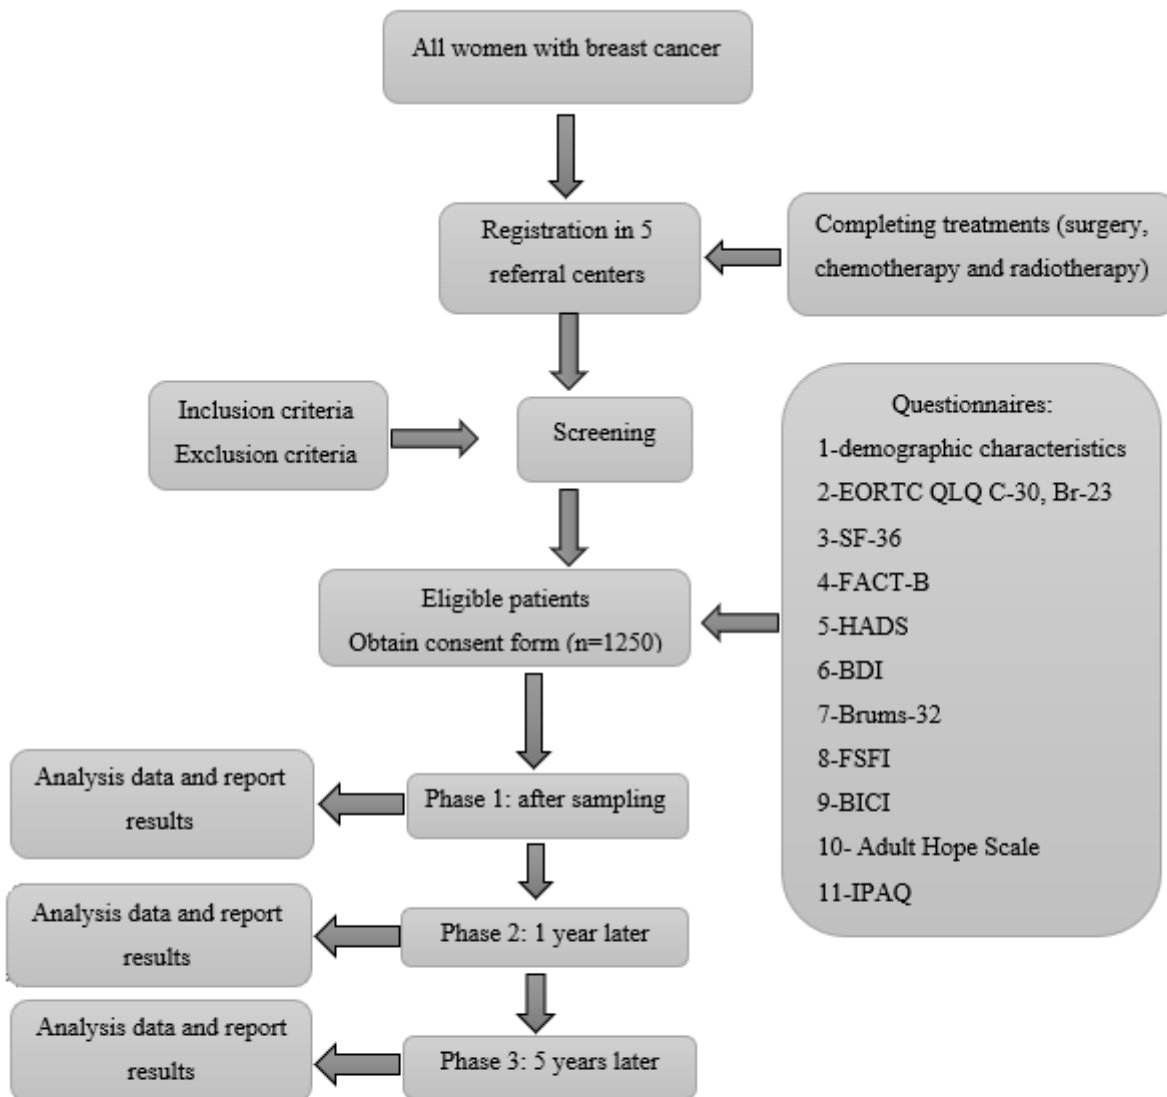 All women with breast cancer
Registration in 5
referral centers
Completing treatments (surgery,
chemotherapy and radiotherapy)
Inclusion criteria
Exclusion criteria
Screening
Questionnaires:
1-demographic characteristics
2-EORTC QLQ C-30, Br-23
3-SF-36
4-FACT-B
5-HADS
6-BDI
7-Brums-32
8-FSFI
9-BICI
10- Adult Hope Scale
11-IPAQ
Eligible patients
Obtain consent form (n=1250)
Phase 1: after sampling
Analysis data and report
results
Phase 2: 1 year later
Analysis data and report
results
Phase 3: 5 years later
Analysis data and report
results